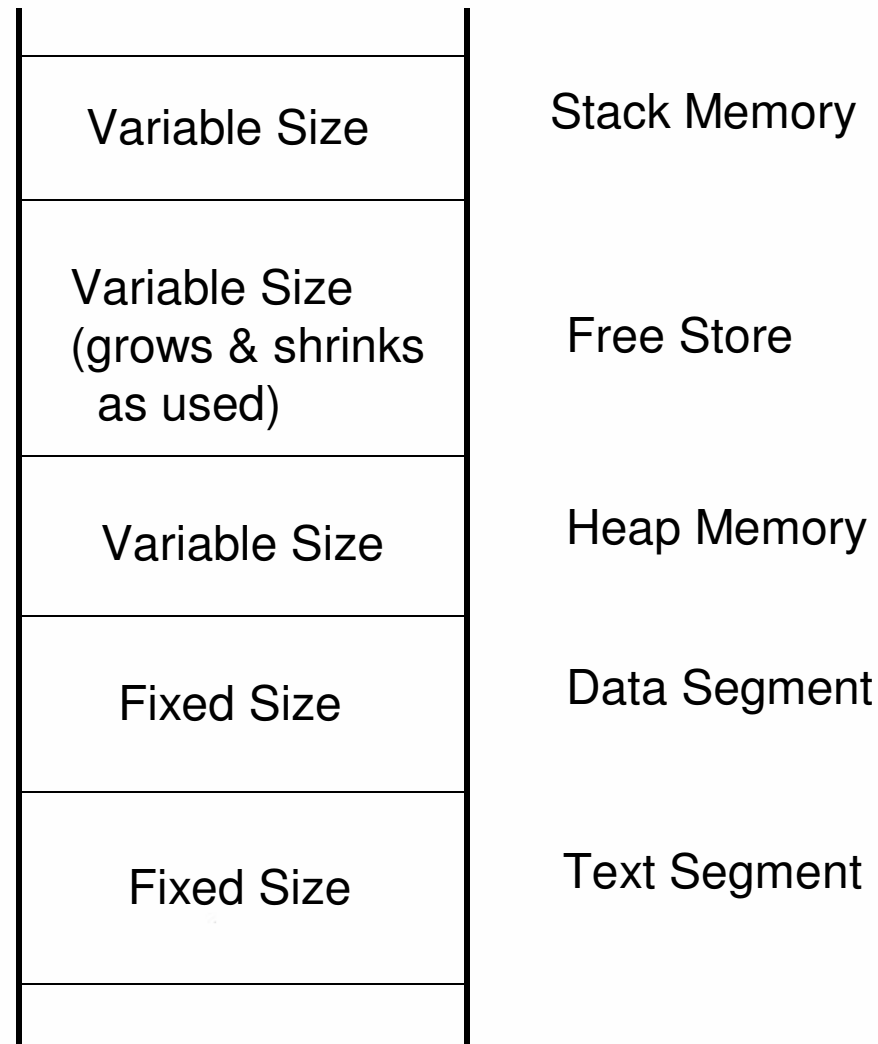 Variable Size
Stack Memory
Variable Size
(grows & shrinks
as used)
Free Store
Variable Size
Heap Memory
Fixed Size
Data Segment
Fixed Size
Text Segment